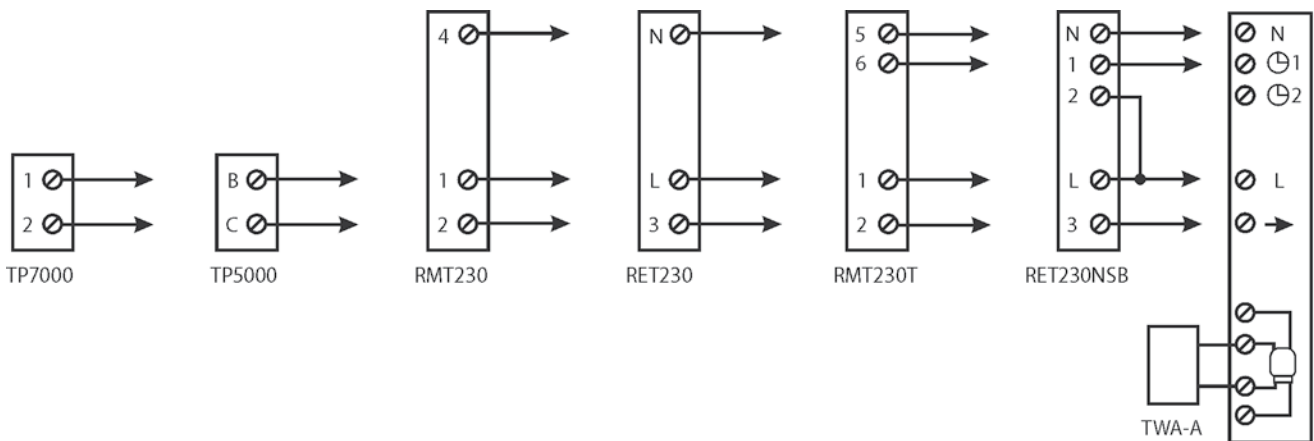 4
N
5
N
N
6
1
1
2
2
1
B
1
L
1
L
L
2
C
2
3
2
3
TP7000
TP5000
RMT230
RET230
RMT230T
RET230NSB
TWA-A